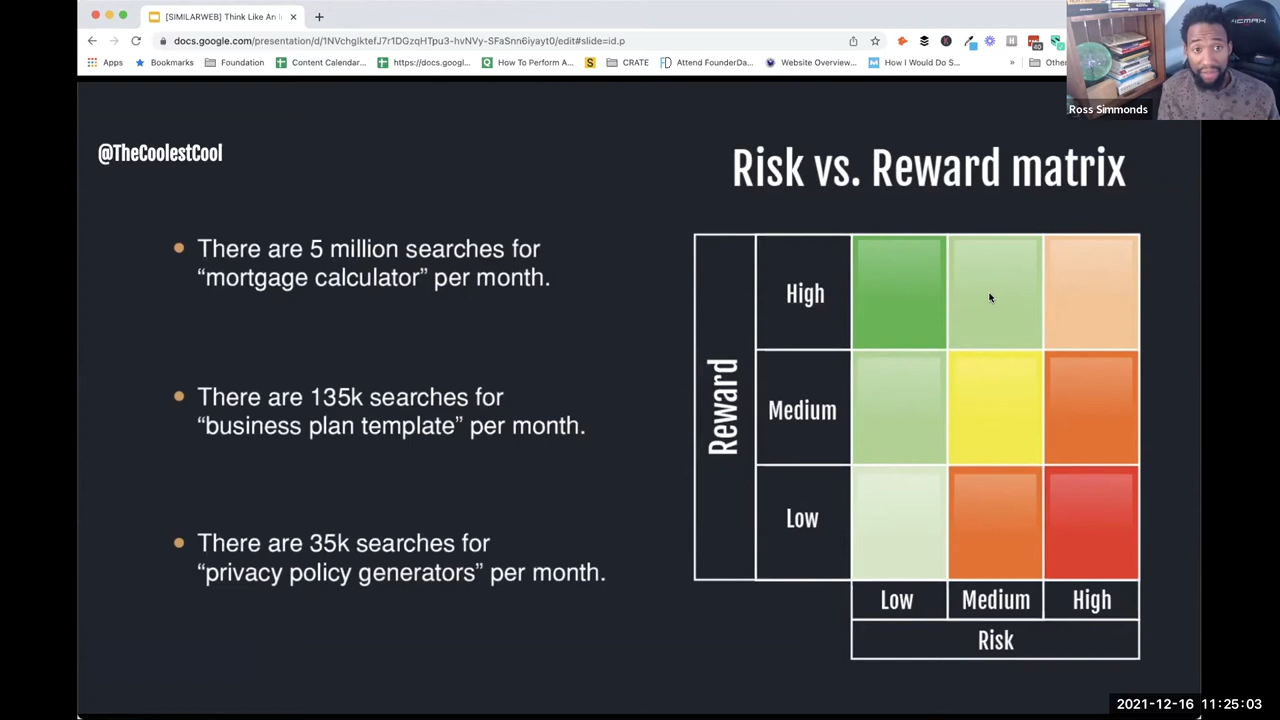 [SIMILARWEB] Think Like An I
docs.google.com/presentation/d/1NVchgIktefJ7r1DGzqHTpu3-hvNVy-SFaSnn6iyayt0/edit#slide=id.p
40
Apps
Bookmarks
Foundation
Content Calendar...
https://docs.googl...
How To Perform A...
CRATE
Attend FounderDa...
Website Overview...
How I Would Do S...
»
Other
Ross Simmonds
@TheCoolestCool
Risk vs. Reward matrix
• There are 5 million searches for
“mortgage calculator” per month.
• There are 135k searches for
“business plan template” per month.
• There are 35k searches for
“privacy policy generators” per month.
Reward
High
Medium
Low
Low Medium High
Risk
2021-12-16 11:25:03